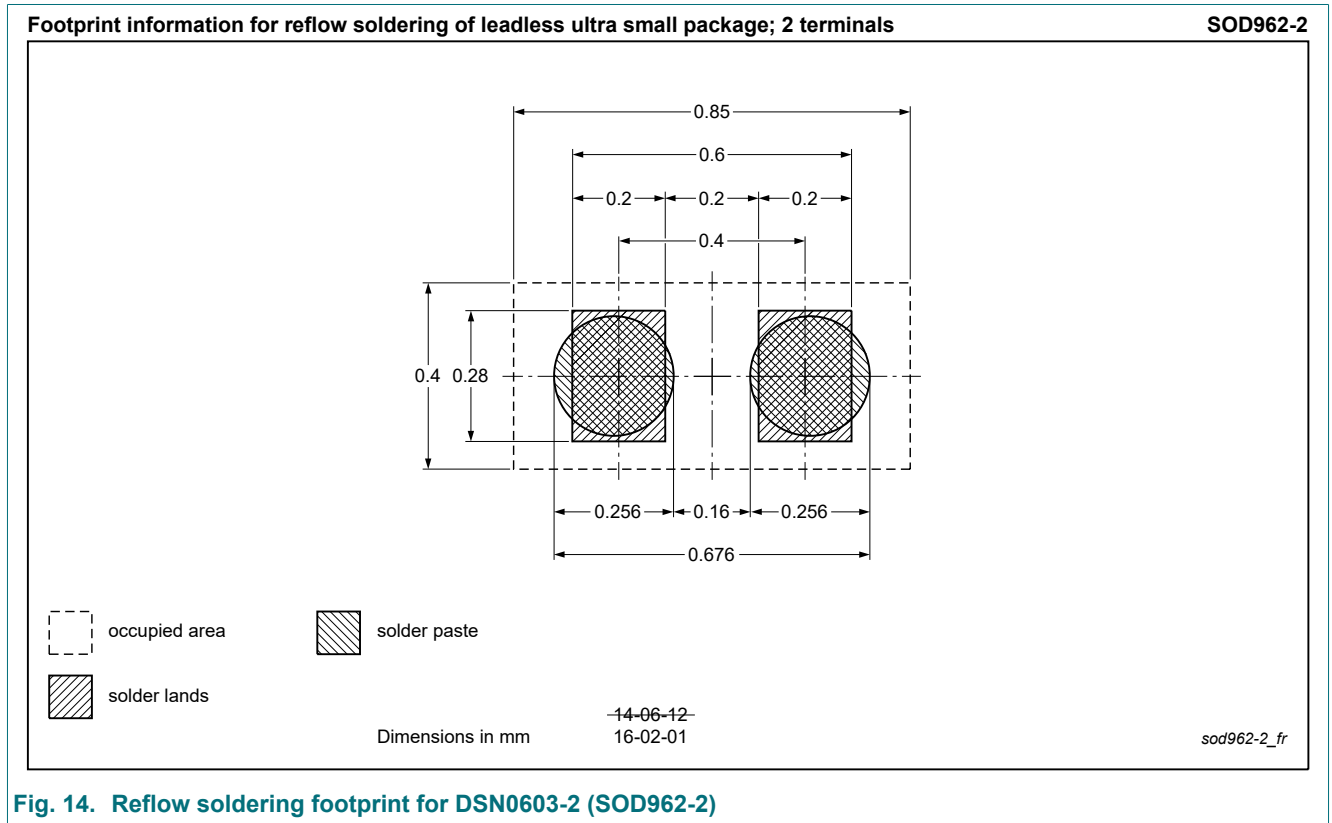 Footprint information for reflow soldering of leadless ultra small package; 2 terminals SOD962-2
0.85
0.6
0.2 0.2 0.2
0.4
0.4 0.28
0.256 0.16 0.256
0.676
occupied area solder paste
solder lands
14-06-12
Dimensions in mm 16-02-01 sod962-2_fr
Fig. 14. Reflow soldering footprint for DSN0603-2 (SOD962-2)